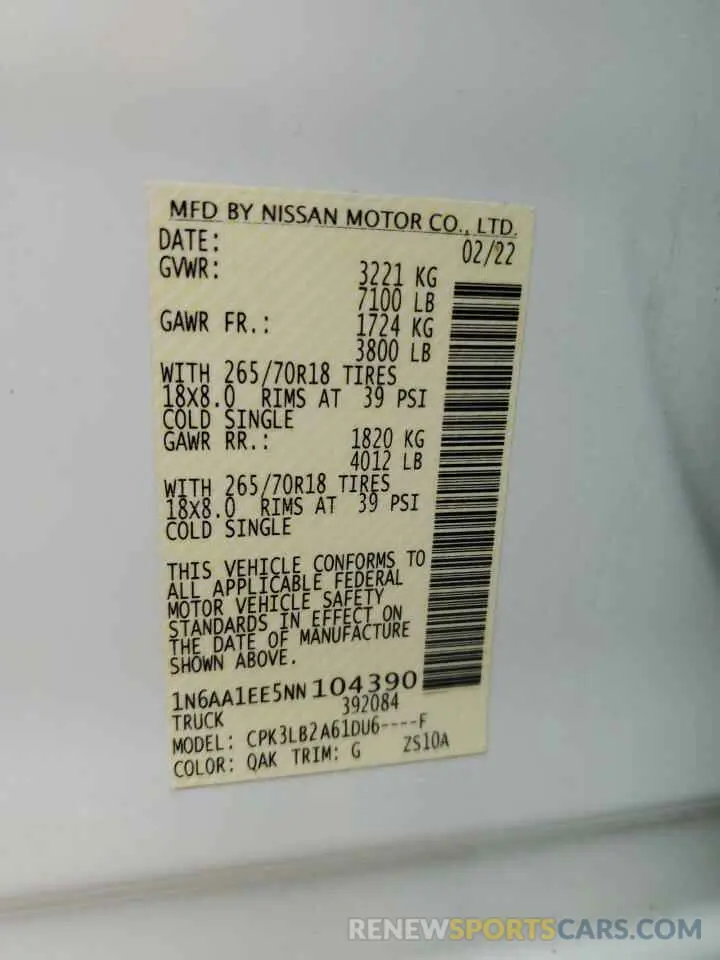 MFD BY NISSAN MOTOR CO., LTD.
DATE: 02/22
GVWR: 3221 KG
7100 LB
GAWR FR.: 1724 KG
3800 LB
WITH 265/70R18 TIRES
18X8.0 RIMS AT 39 PSI
COLD SINGLE
GAWR RR.: 1820 KG
4012 LB
WITH 265/70R18 TIRES
18X8.0 RIMS AT 39 PSI
COLD SINGLE
THIS VEHICLE CONFORMS TO
ALL APPLICABLE FEDERAL
MOTOR VEHICLE SAFETY
STANDARDS IN EFFECT ON
THE DATE OF MANUFACTURE
SHOWN ABOVE.
1N6AA1EE5NN104390
TRUCK 392084
MODEL: CPK3LB2A61DU6----F
COLOR: QAK TRIM: G ZS10A
RENEWSPORTSCARS.COM